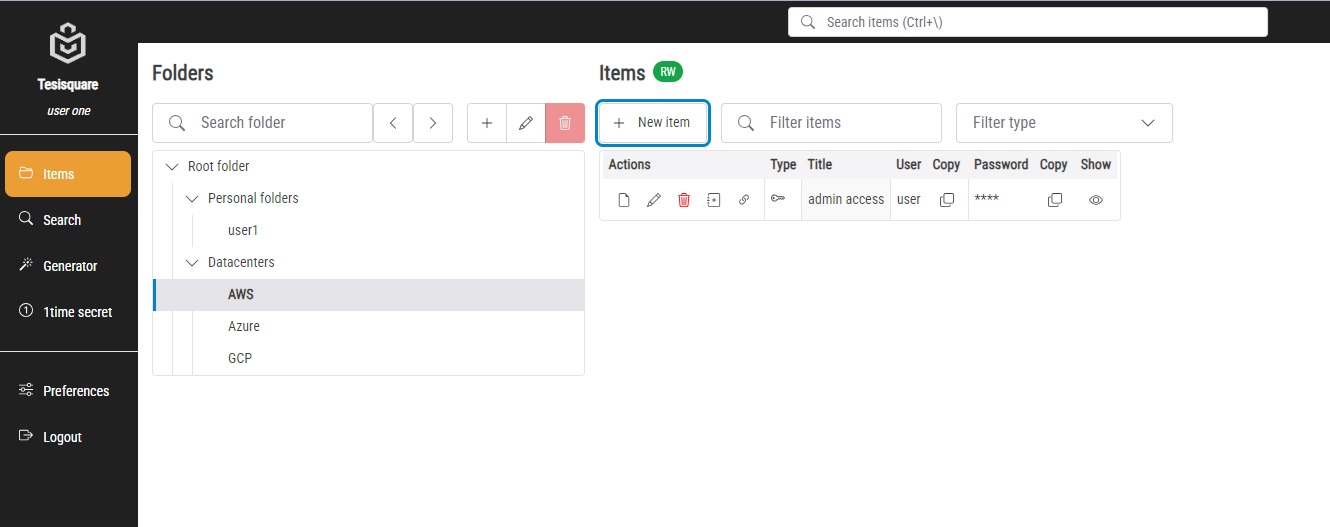 Search items (Ctrl+\)
Tesisquare
user one
Items
Search
Generator
1time secret
Preferences
Logout
Folders
Search folder
Root folder
Personal folders
user1
Datacenters
AWS
Azure
GCP
Items RW
New item
Filter items
Filter type
Actions Type Title User Copy Password Copy Show
admin access user ****